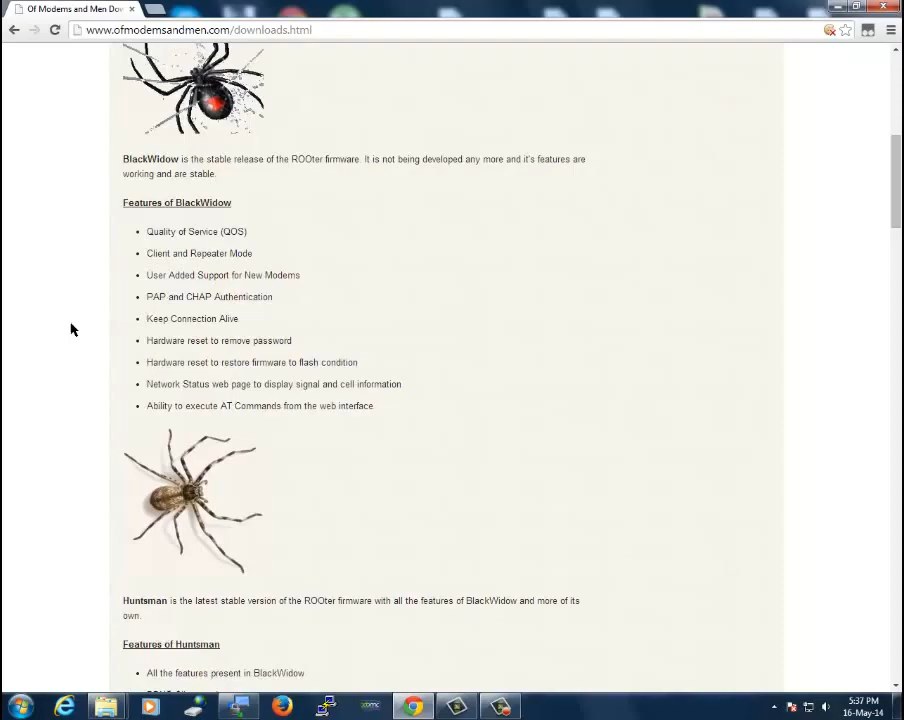 Of Modems and Men Dow
www.ofmodemsandmen.com/downloads.html
BlackWidow is the stable release of the ROOter firmware. It is not being developed any more and it's features are
working and are stable.
Features of BlackWidow
Quality of Service (QOS)
Client and Repeater Mode
User Added Support for New Modems
PAP and CHAP Authentication
Keep Connection Alive
Hardware reset to remove password
Hardware reset to restore firmware to flash condition
Network Status web page to display signal and cell information
Ability to execute AT Commands from the web interface
Huntsman is the latest stable version of the ROOter firmware with all the features of BlackWidow and more of its
own.
Features of Huntsman
All the features present in BlackWidow
5:37 PM
16-May-14